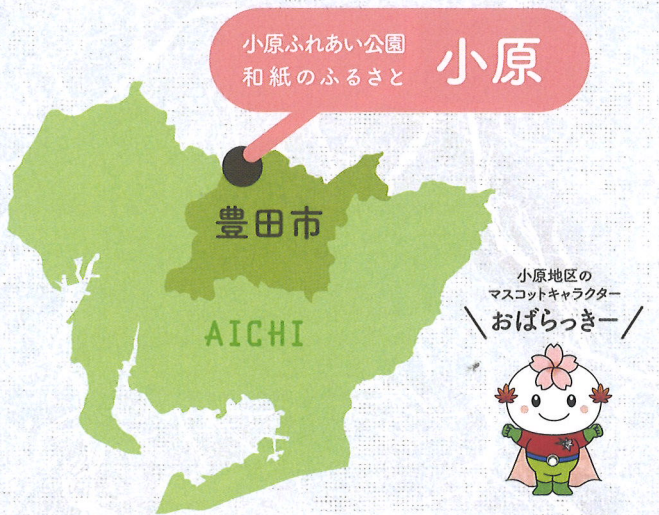 小原ふれあい公園
和紙のふるさと
小原
豊田市
AICHI
小原地区の
マスコットキャラクター
おばらっきー